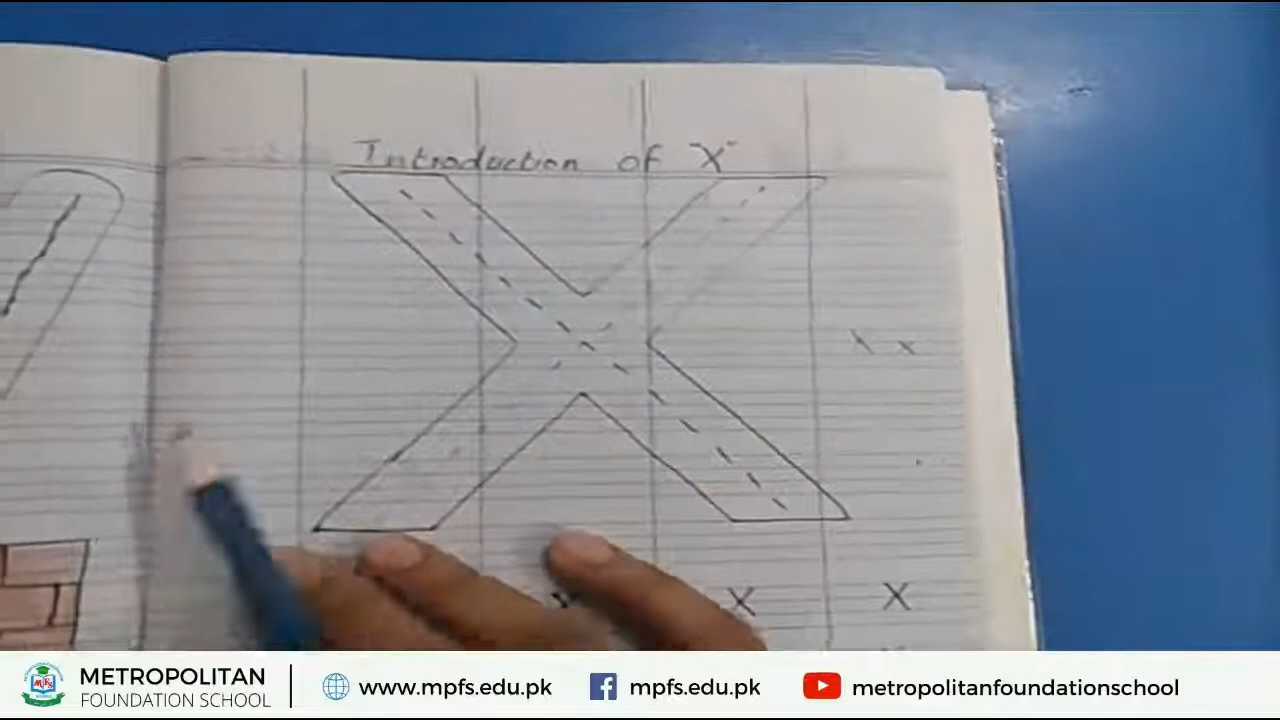 Introduction of "X"
x x
x X X
METROPOLITAN
FOUNDATION SCHOOL
www.mpfs.edu.pk
mpfs.edu.pk
metropolitanfoundationschool